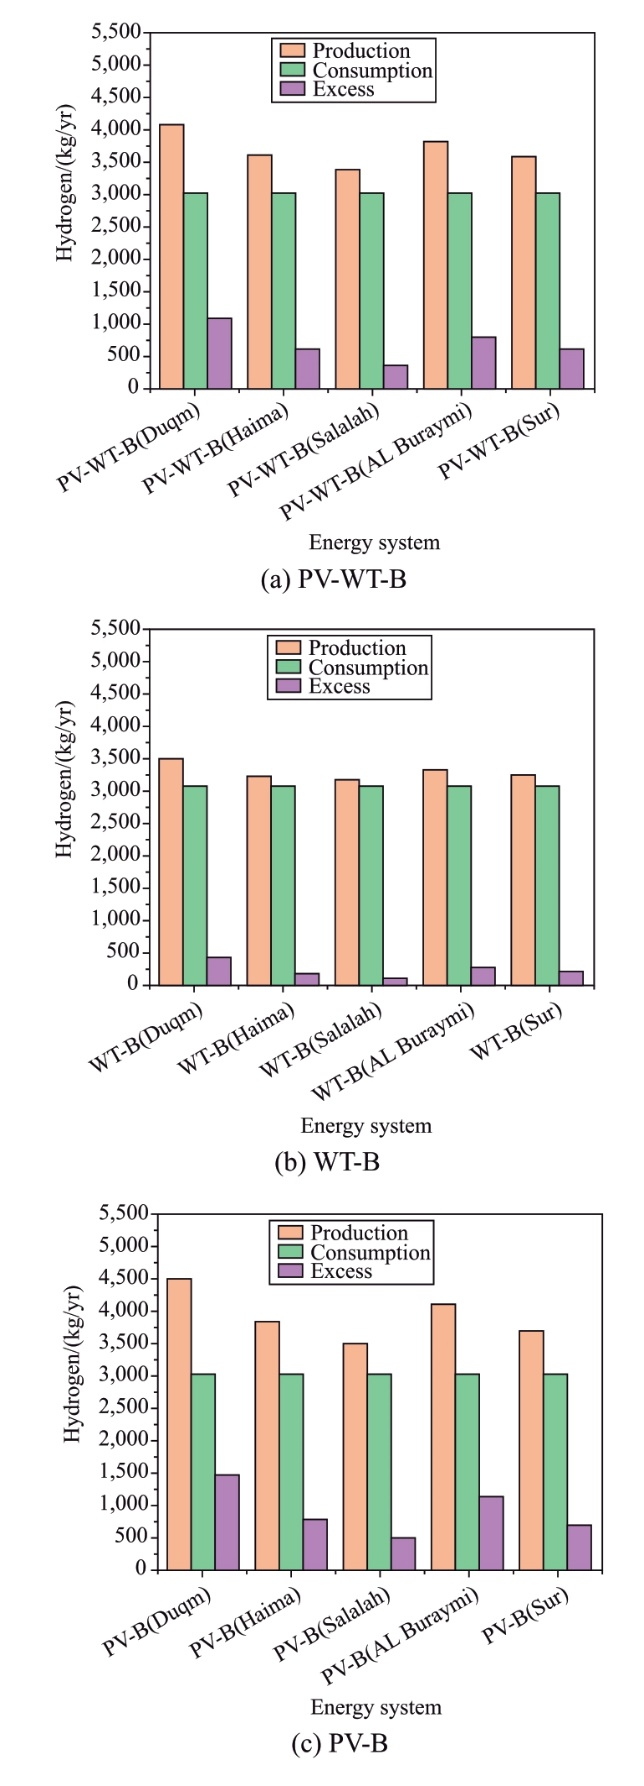 5,500
5,000
4,500
4,000
3,500
3,000
2,500
2,000
1,500
1,000
500
0
Hydrogen/(kg/yr)
Production
Consumption
Excess
PV-WT-B(Duqm)
PV-WT-B(Haima)
PV-WT-B(Salalah)
PV-WT-B(AL Buraymi)
PV-WT-B(Sur)
Energy system
(a) PV-WT-B
5,500
5,000
4,500
4,000
3,500
3,000
2,500
2,000
1,500
1,000
500
0
Hydrogen/(kg/yr)
Production
Consumption
Excess
WT-B(Duqm)
WT-B(Haima)
WT-B(Salalah)
WT-B(AL Buraymi)
WT-B(Sur)
Energy system
(b) WT-B
5,500
5,000
4,500
4,000
3,500
3,000
2,500
2,000
1,500
1,000
500
0
Hydrogen/(kg/yr)
Production
Consumption
Excess
PV-B(Duqm)
PV-B(Haima)
PV-B(Salalah)
PV-B(AL Buraymi)
PV-B(Sur)
Energy system
(c) PV-B